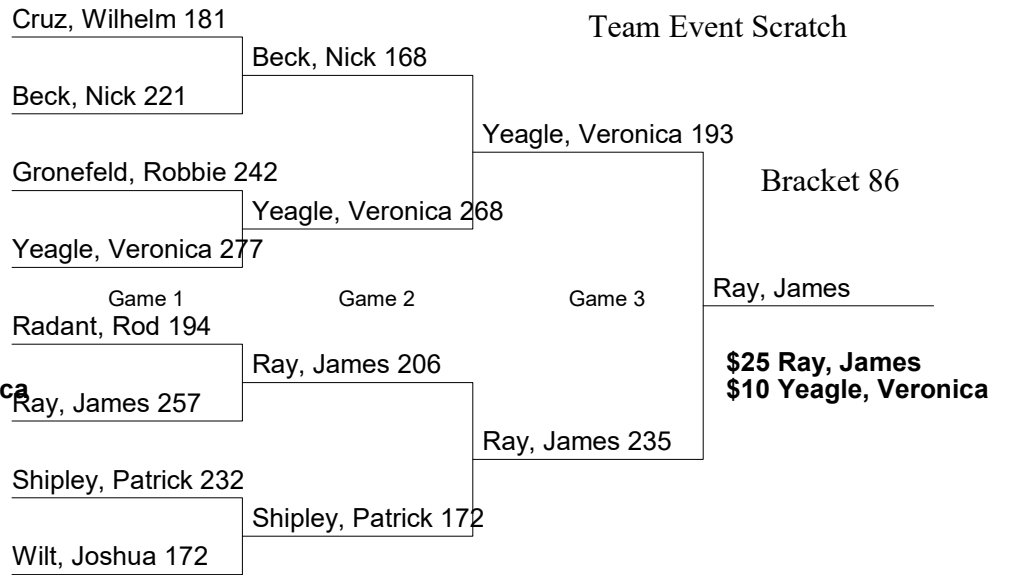 Cruz, Wilhelm 181
Team Event Scratch
Beck, Nick 168
Beck, Nick 221
Yeagle, Veronica 193
Gronefeld, Robbie 242
Bracket 86
Yeagle, Veronica 268
Yeagle, Veronica 277
Game 1
Game 2
Game 3
Ray, James
Radant, Rod 194
Ray, James 206
$25 Ray, James
$10 Yeagle, Veronica
ca
Ray, James 257
Ray, James 235
Shipley, Patrick 232
Shipley, Patrick 172
Wilt, Joshua 172